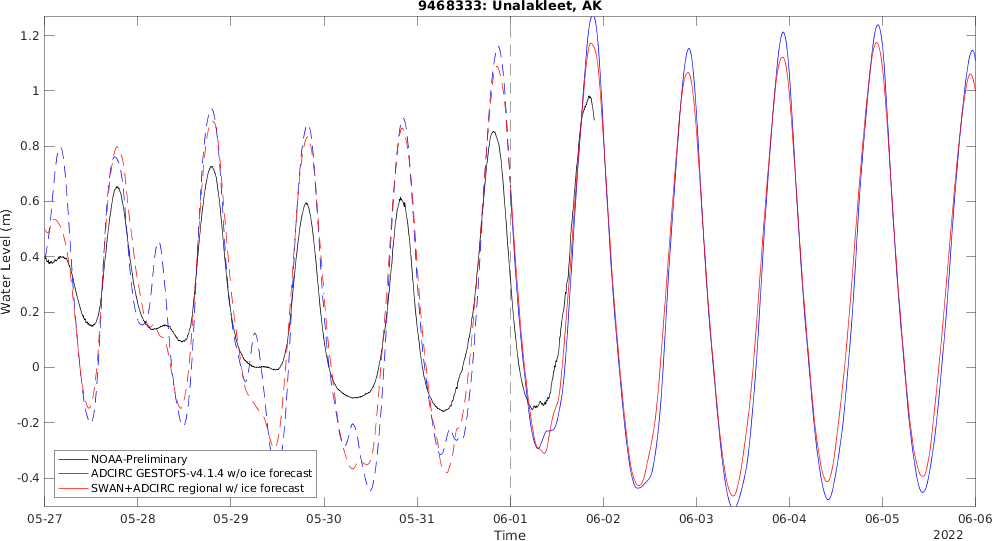 9468333: Unalakleet, AK
Water Level (m)
1.2
1
0.8
0.6
0.4
0.2
0
-0.2
-0.4
NOAA-Preliminary
ADCIRC GESTOFS-v4.1.4 w/o ice forecast
SWAN+ADCIRC regional w/ ice forecast
05-27 05-28 05-29 05-30 05-31 06-01 06-02 06-03 06-04 06-05 06-06
Time
2022